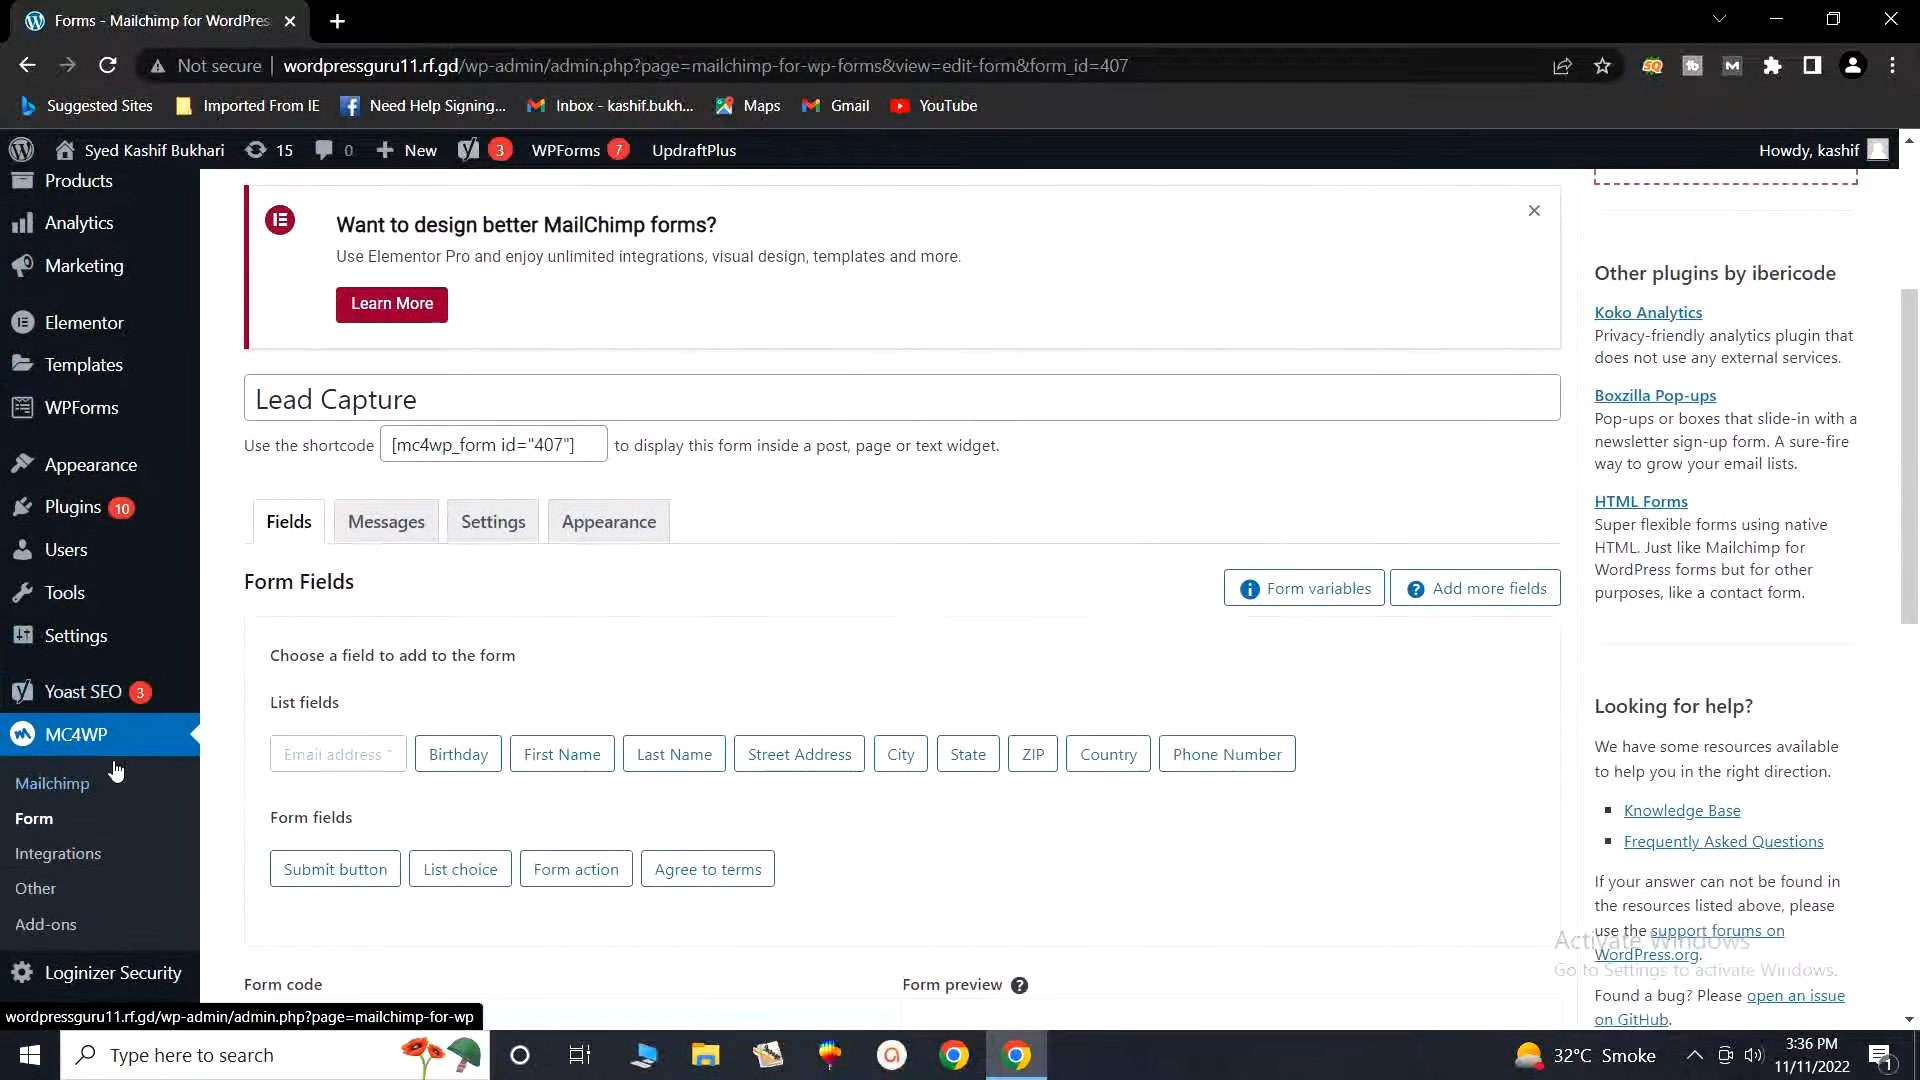 Forms - Mailchimp for WordPres
Not secure
wordpressguru11.rf.gd/wp-admin/admin.php?page=mailchimp-for-wp-forms&view=edit-form&form_id=407
Suggested Sites
Imported From IE
Need Help Signing...
Inbox - kashif.bukh...
Maps
Gmail
YouTube
Syed Kashif Bukhari
15
0
New
3
WPForms 7
UpdraftPlus
Howdy, kashif
Products
Analytics
Marketing
Elementor
Templates
WPForms
Appearance
Plugins 10
Users
Tools
Settings
Yoast SEO 3
MC4WP
Mailchimp
Form
Integrations
Other
Add-ons
Loginizer Security
Want to design better MailChimp forms?
Use Elementor Pro and enjoy unlimited integrations, visual design, templates and more.
Learn More
Lead Capture
Use the shortcode [mc4wp_form id="407"] to display this form inside a post, page or text widget.
Fields
Messages
Settings
Appearance
Form Fields
Form variables
Add more fields
Choose a field to add to the form
List fields
Email address *
Birthday
First Name
Last Name
Street Address
City
State
ZIP
Country
Phone Number
Form fields
Submit button
List choice
Form action
Agree to terms
Form code
Form preview
Other plugins by ibericode
Koko Analytics
Privacy-friendly analytics plugin that
does not use any external services.
Boxzilla Pop-ups
Pop-ups or boxes that slide-in with a
newsletter sign-up form. A sure-fire
way to grow your email lists.
HTML Forms
Super flexible forms using native
HTML. Just like Mailchimp for
WordPress forms but for other
purposes, like a contact form.
Looking for help?
We have some resources available
to help you in the right direction.
Knowledge Base
Frequently Asked Questions
If your answer can not be found in
the resources listed above, please
use the support forums on
WordPress.org.
Found a bug? Please open an issue
on GitHub.
Activate Windows
Go to Settings to activate Windows.
wordpressguru11.rf.gd/wp-admin/admin.php?page=mailchimp-for-wp
Type here to search
32°C Smoke
3:36 PM
11/11/2022
1